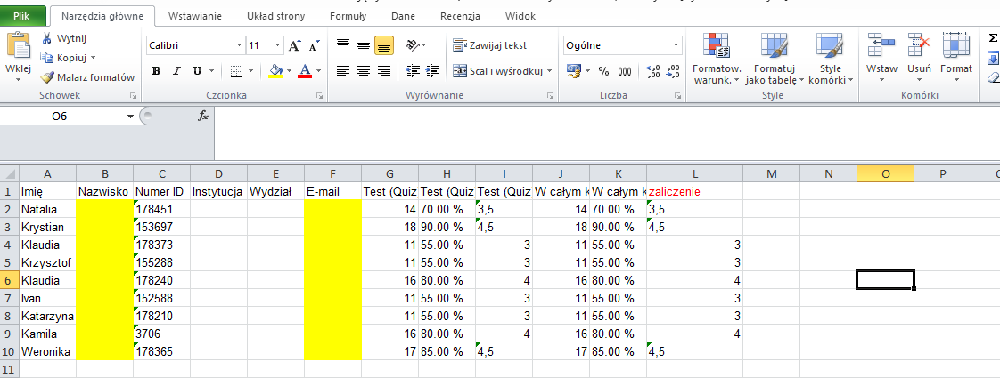 Plik Narzędzia główne Wstawianie Układ strony Formuły Dane Recenzja Widok
Wklej
Wytnij
Kopiuj
Malarz formatów
Schowek
Calibri 11
B I U
Czcionka
Zawijaj tekst
Scal i wyśrodkuj
Wyrównanie
Ogólne
% 000
Liczba
Formatow. warunk.
Formatuj jako tabelę
Style komórki
Style
Wstaw Usuń Format
Komórki
O6 fx
A B C D E F G H I J K L M N O P
1 Imię Nazwisko Numer ID Instytucja Wydział E-mail Test (Quiz Test (Quiz Test (Quiz W całym k W całym k zaliczenie
2 Natalia 178451 14 70.00 % 3,5 14 70.00 % 3,5
3 Krystian 153697 18 90.00 % 4,5 18 90.00 % 4,5
4 Klaudia 178373 11 55.00 % 3 11 55.00 % 3
5 Krzysztof 155288 11 55.00 % 3 11 55.00 % 3
6 Klaudia 178240 16 80.00 % 4 16 80.00 % 4
7 Ivan 152588 11 55.00 % 3 11 55.00 % 3
8 Katarzyna 178210 11 55.00 % 3 11 55.00 % 3
9 Kamila 3706 16 80.00 % 4 16 80.00 % 4
10 Weronika 178365 17 85.00 % 4,5 17 85.00 % 4,5
11